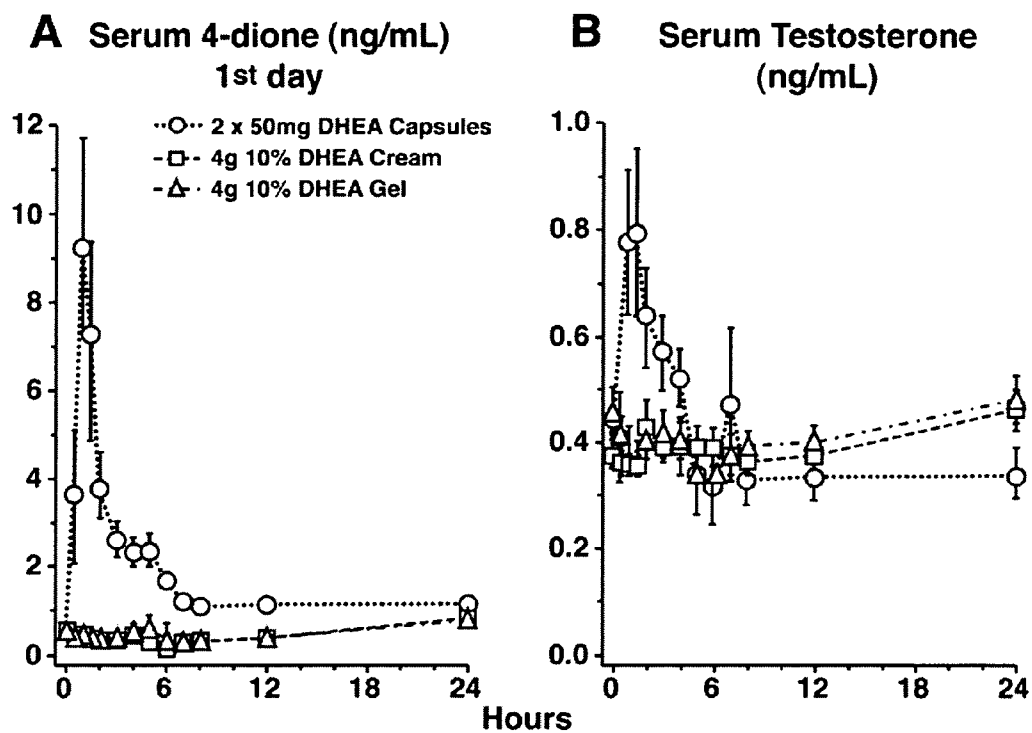 A Serum 4-dione (ng/mL)
1st day
12
10
8
6
4
2
0
2 x 50mg DHEA Capsules
4g 10% DHEA Cream
4g 10% DHEA Gel
0 6 12 24
B Serum Testosterone
(ng/mL)
1.0
0.8
0.6
0.4
0.2
0.0
0 6 12 24
Hours